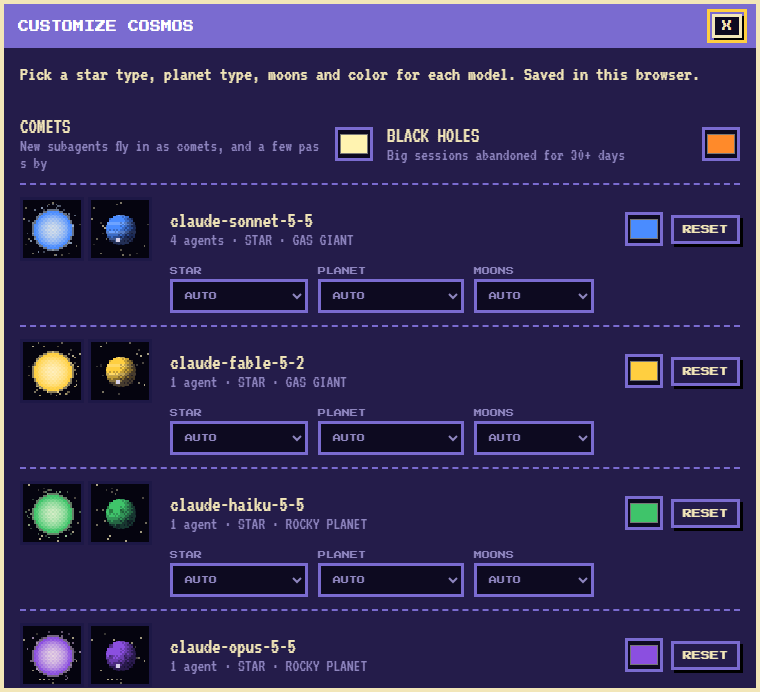 CUSTOMIZE COSMOS
X
Pick a star type, planet type, moons and color for each model. Saved in this browser.
COMETS
New subagents fly in as comets, and a few pas
s by
BLACK HOLES
Big sessions abandoned for 30+ days
claude-sonnet-5-5
4 agents · STAR · GAS GIANT
RESET
STAR PLANET MOONS
AUTO AUTO AUTO
claude-fable-5-2
1 agent · STAR · GAS GIANT
RESET
STAR PLANET MOONS
AUTO AUTO AUTO
claude-haiku-5-5
1 agent · STAR · ROCKY PLANET
RESET
STAR PLANET MOONS
AUTO AUTO AUTO
claude-opus-5-5
1 agent · STAR · ROCKY PLANET
RESET